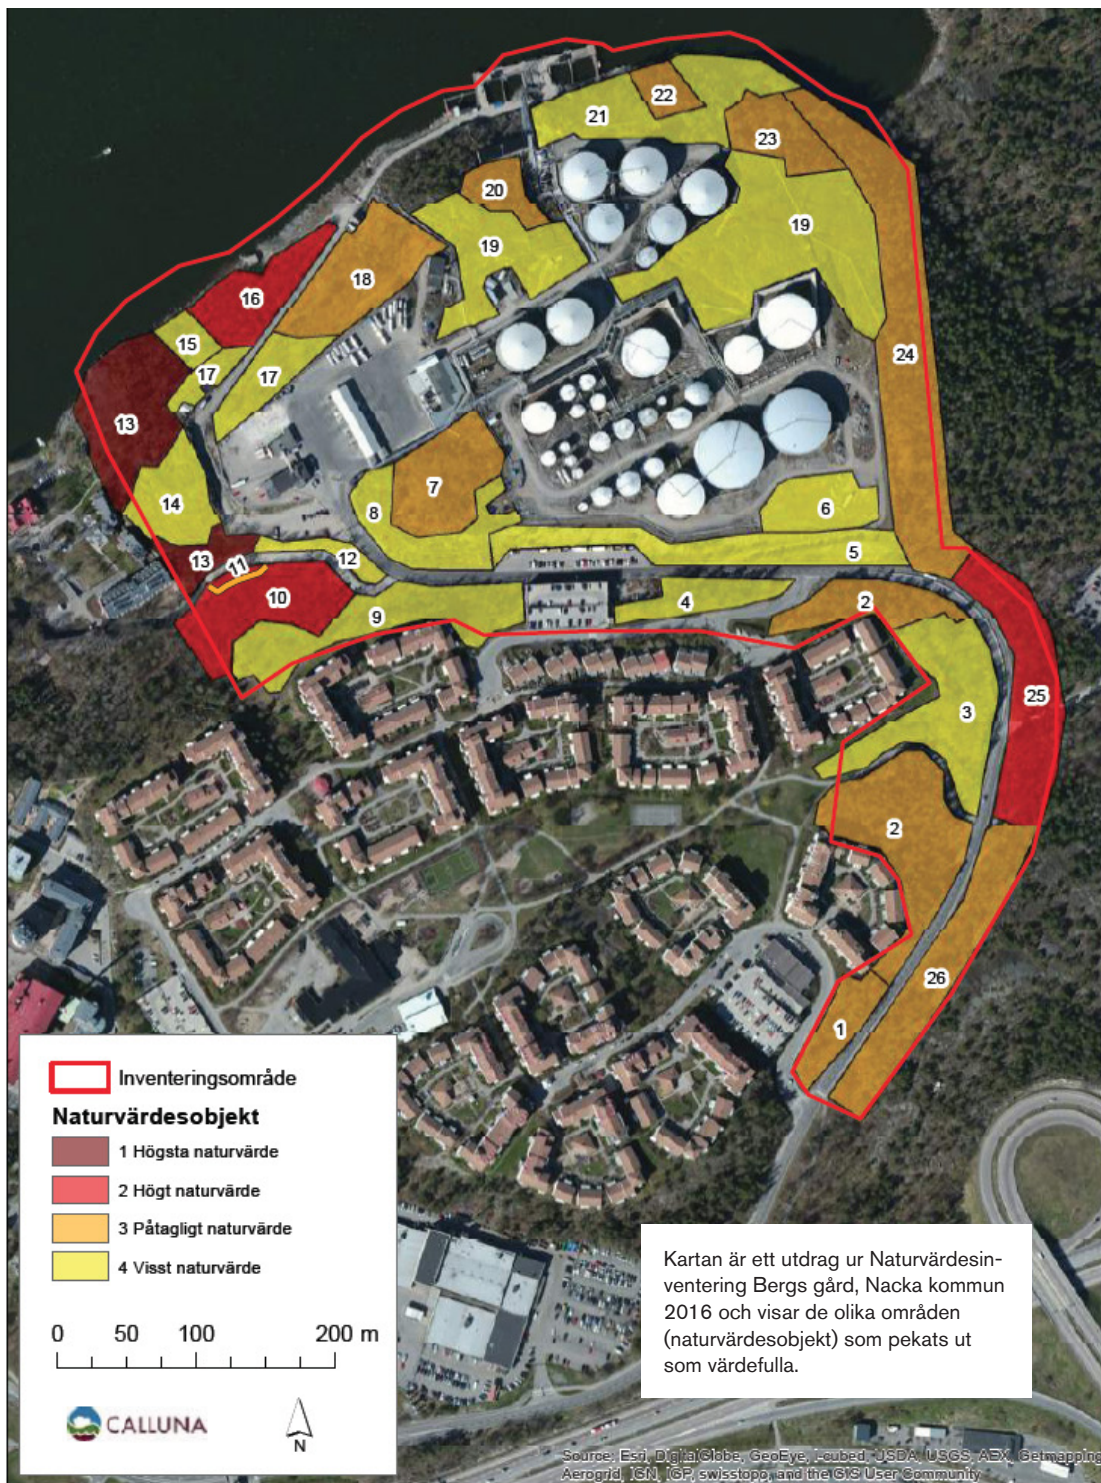 22
21
23
20
19
19
18
16
15
17
17
24
13
7
14
8
6
13
11
12
5
10
9
4
2
3
25
2
26
1
Inventeringsområde
Naturvärdesobjekt
1 Högsta naturvärde
2 Högt naturvärde
3 Påtagligt naturvärde
4 Visst naturvärde
0 50 100 200 m
CALLUNA
N
Kartan är ett utdrag ur Naturvärdesin-
ventering Bergs gård, Nacka kommun
2016 och visar de olika områden
(naturvärdesobjekt) som pekats ut
som värdefulla.
Source: Esri, DigitalGlobe, GeoEye, i-cubed, USDA, USGS, AEX, Getmapping,
Aerogrid, IGN, IGP, swisstopo, and the GIS User Community